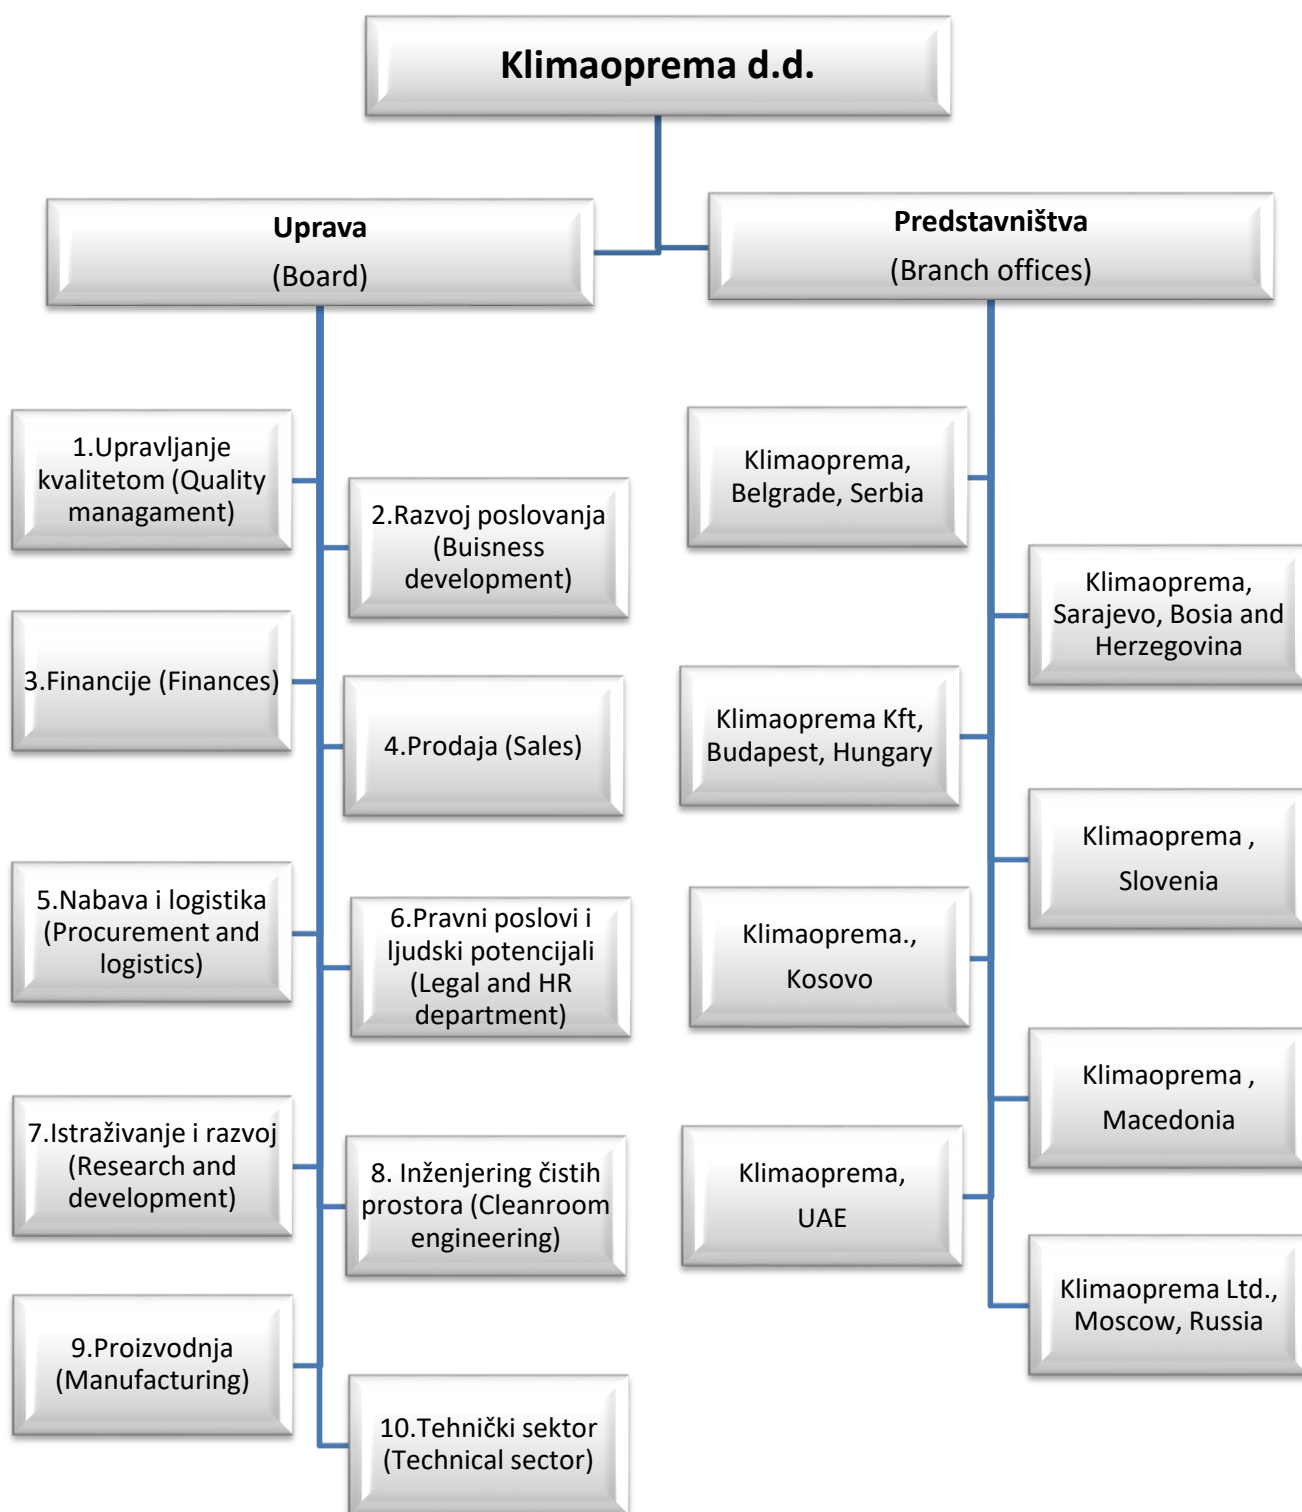 Klimaoprema d.d.
Uprava
(Board)
Predstavništva
(Branch offices)
1.Upravljanje
kvalitetom (Quality
managament)
2.Razvoj poslovanja
(Buisness
development)
3.Financije (Finances)
4.Prodaja (Sales)
5.Nabava i logistika
(Procurement and
logistics)
6.Pravni poslovi i
ljudski potencijali
(Legal and HR
department)
7.Istraživanje i razvoj
(Research and
development)
8. Inženjering čistih
prostora (Cleanroom
engineering)
9.Proizvodnja
(Manufacturing)
10.Tehnički sektor
(Technical sector)
Klimaoprema,
Belgrade, Serbia
Klimaoprema,
Sarajevo, Bosia and
Herzegovina
Klimaoprema Kft,
Budapest, Hungary
Klimaoprema ,
Slovenia
Klimaoprema.,
Kosovo
Klimaoprema ,
Macedonia
Klimaoprema,
UAE
Klimaoprema Ltd.,
Moscow, Russia